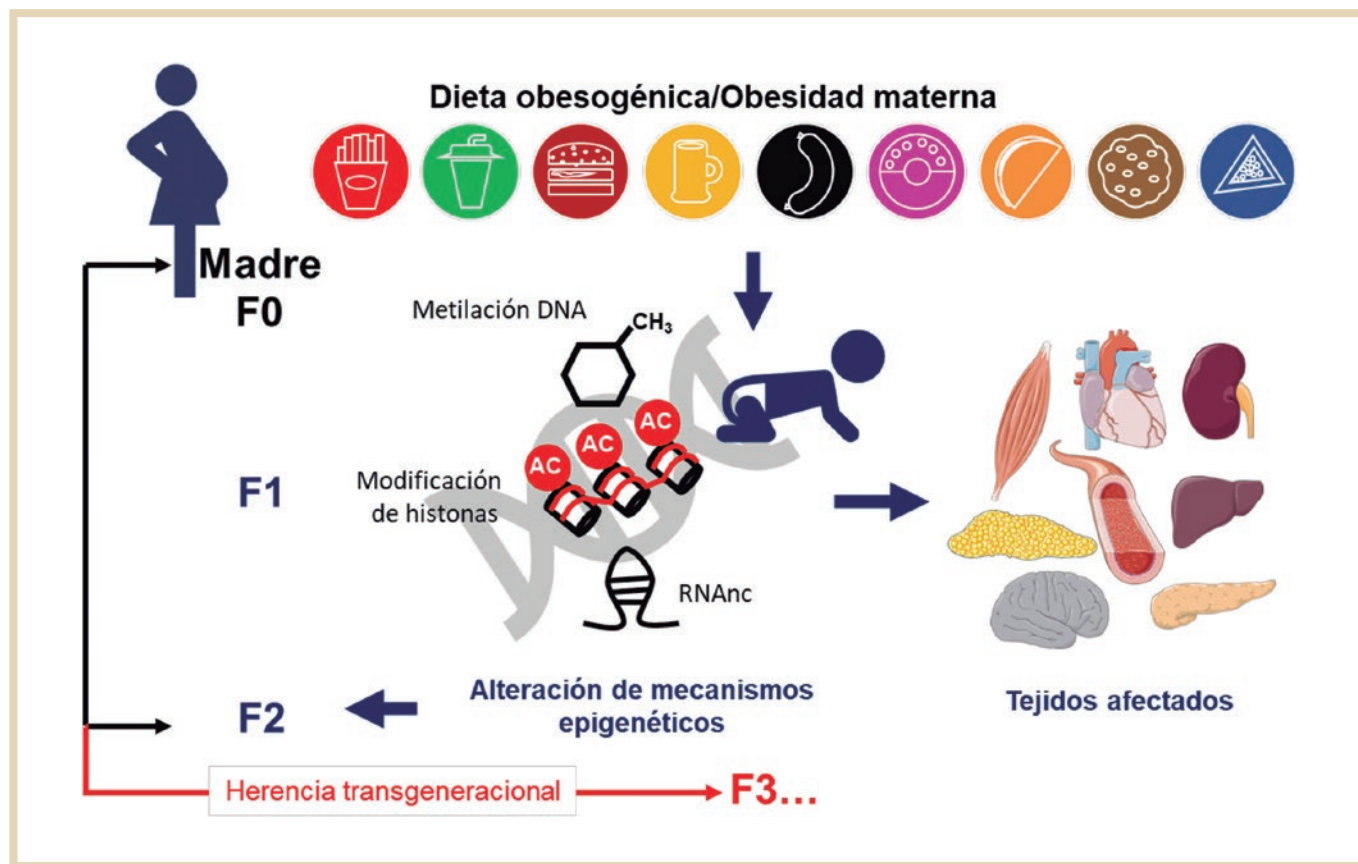 Dieta obesogénica/Obesidad materna
Madre
F0
Metilación DNA
CH₃
AC
AC
AC
F1
Modificación
de histonas
RNAnc
F2
Alteración de mecanismos
epigenéticos
Tejidos afectados
Herencia transgeneracional
F3...